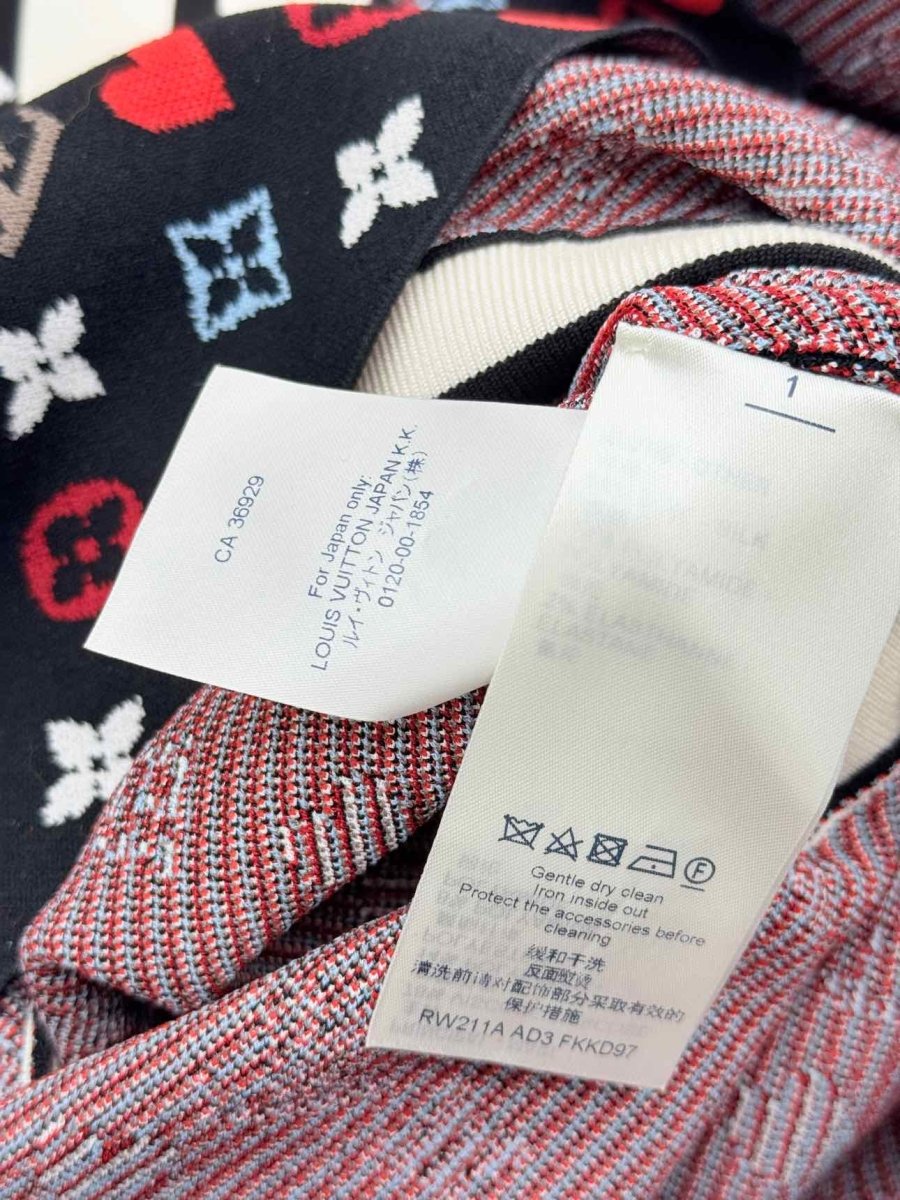 CA 36929
For Japan only:
LOUIS VUITTON JAPAN K.K.
ルイ・ヴィトン ジャパン(株)
0120-00-1854
1
F
Gentle dry clean
Iron inside out
Protect the accessories before
cleaning
缓和干洗
反面熨烫
清洗前请对配饰部分采取有效的
保护措施
RW211A AD3 FKKD97